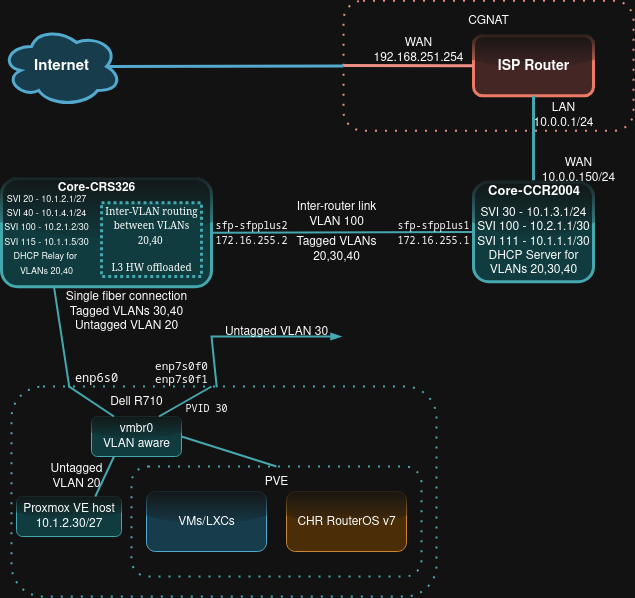 CGNAT
WAN
192.168.251.254
Internet
ISP Router
LAN
10.0.0.1/24
WAN
10.0.0.150/24
Core-CRS326
SVI 20 - 10.1.2.1/27
SVI 40 - 10.1.4.1/24
SVI 100 - 10.2.1.2/30
SVI 115 - 10.1.1.5/30
DHCP Relay for
VLANs 20,40
Inter-VLAN routing
between VLANs
20,40
L3 HW offloaded
sfp-sfpplus2
172.16.255.2
Inter-router link
VLAN 100
Tagged VLANs
20,30,40
sfp-sfpplus1
172.16.255.1
Core-CCR2004
SVI 30 - 10.1.3.1/24
SVI 100 - 10.2.1.1/30
SVI 111 - 10.1.1.1/30
DHCP Server for
VLANs 20,30,40
Single fiber connection
Tagged VLANs 30,40
Untagged VLAN 20
Untagged VLAN 30
enp6s0
enp7s0f0
enp7s0f1
Dell R710
PVID 30
vmbr0
VLAN aware
Untagged
VLAN 20
Proxmox VE host
10.1.2.30/27
PVE
VMs/LXCs
CHR RouterOS v7